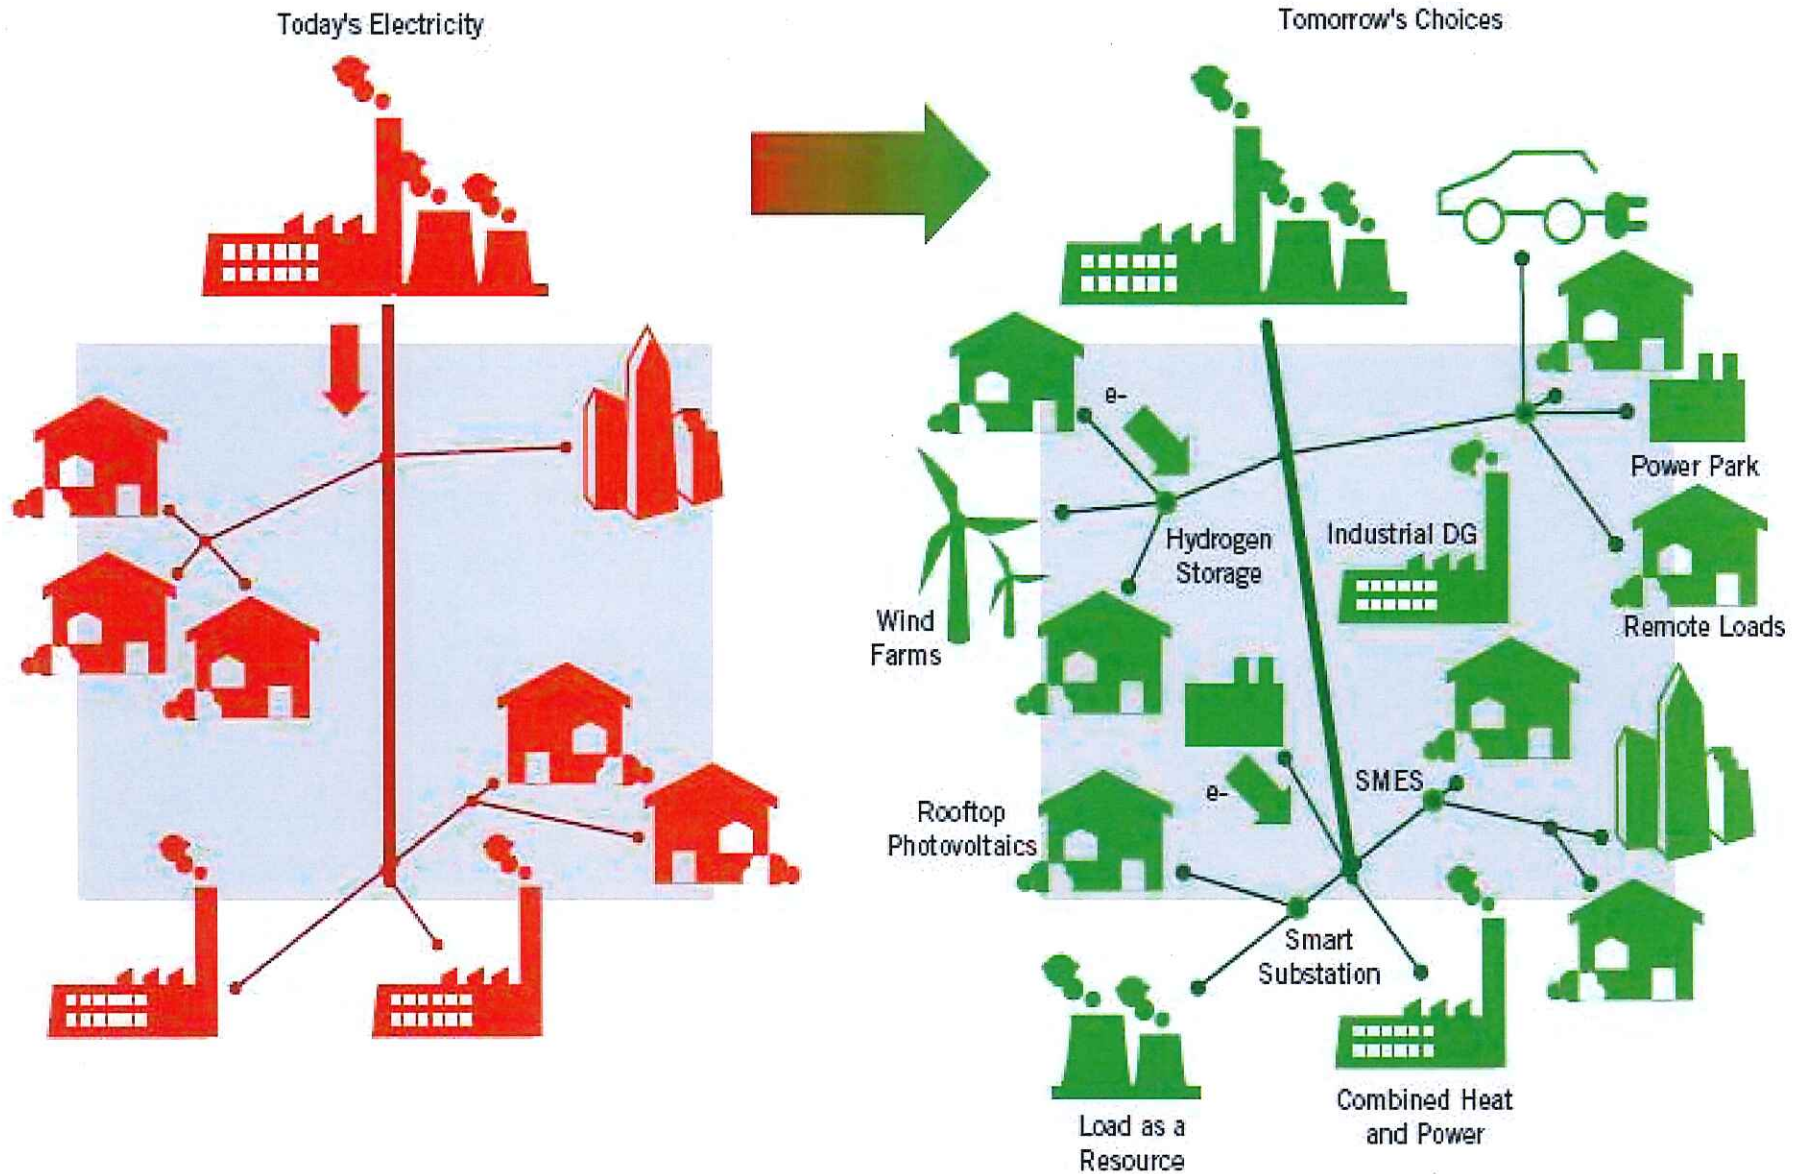 Today's Electricity
Tomorrow's Choices
e-
Power Park
Hydrogen
Storage
Industrial DG
Wind
Farms
Remote Loads
SMES
e-
Rooftop
Photovoltaics
Smart
Substation
Load as a
Resource
Combined Heat
and Power